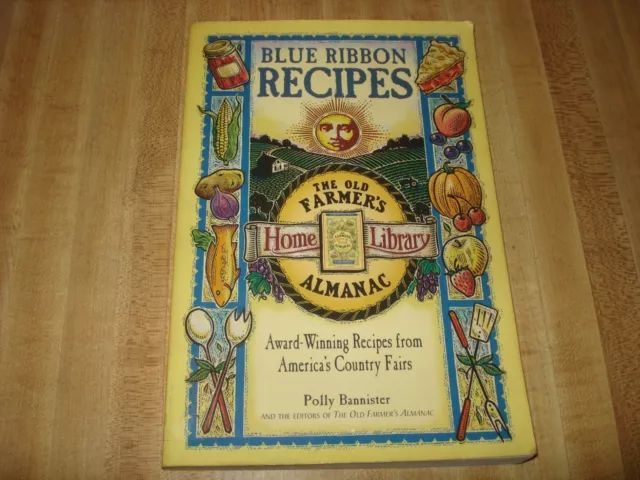 BLUE RIBBON
RECIPES
THE OLD
FARMER'S
Home Library
ALMANAC
Award-Winning Recipes from
America's Country Fairs
Polly Bannister
AND THE EDITORS OF THE OLD FARMER'S ALMANAC